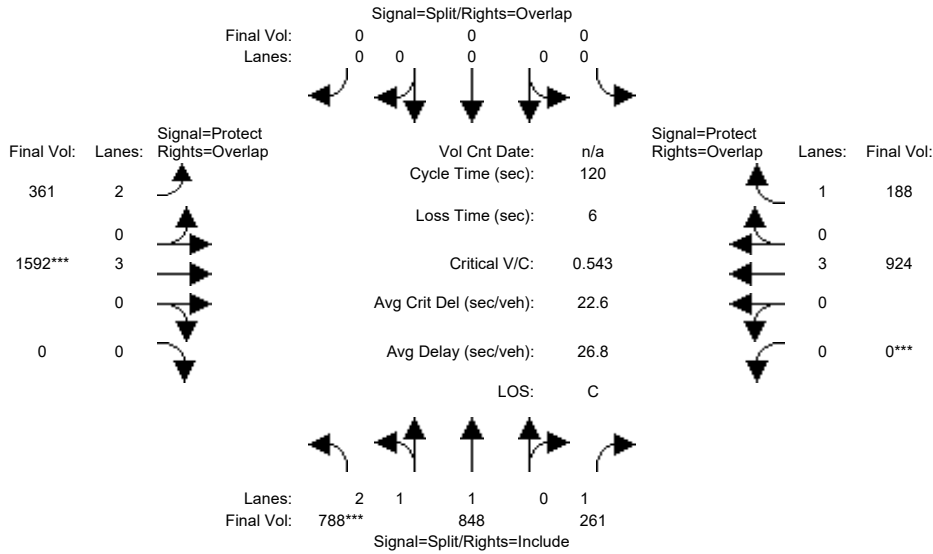 Signal=Split/Rights=Overlap
Final Vol: 0 0 0
Lanes: 0 0 0 0 0
Signal=Protect
Final Vol: Lanes: Rights=Overlap
Vol Cnt Date: n/a
Signal=Protect
Rights=Overlap Lanes: Final Vol:
Cycle Time (sec): 120
361 2
1 188
Loss Time (sec): 6
0
0
1592*** 3
Critical V/C: 0.543
3 924
0
Avg Crit Del (sec/veh): 22.6
0
0 0
Avg Delay (sec/veh): 26.8
0 0***
LOS: C
Lanes: 2 1 1 0 1
Final Vol: 788*** 848 261
Signal=Split/Rights=Include